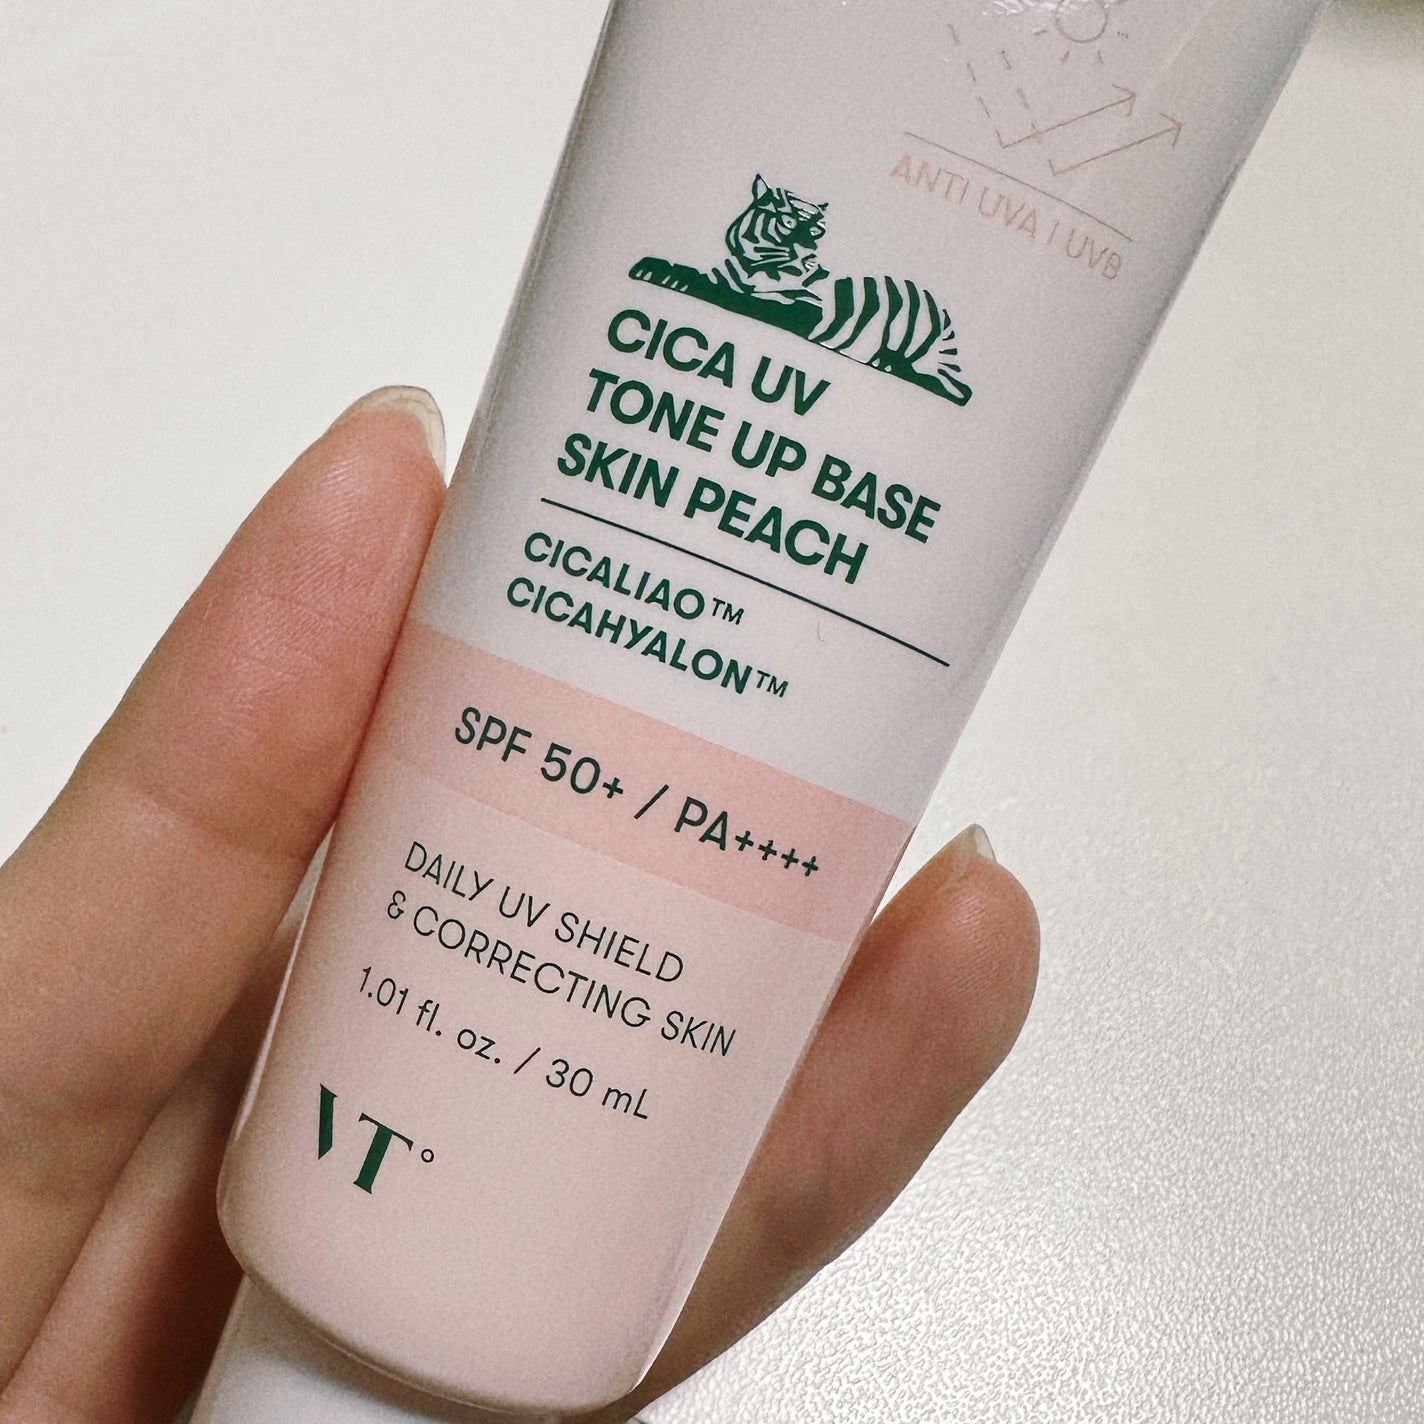 ANTI UVA | UVB
CICA UV
TONE UP BASE
SKIN PEACH
CICALIAO™
CICAHYALON™
SPF 50+ / PA++++
DAILY UV SHIELD
& CORRECTING SKIN
1.01 fl. oz. / 30 mL
VT°